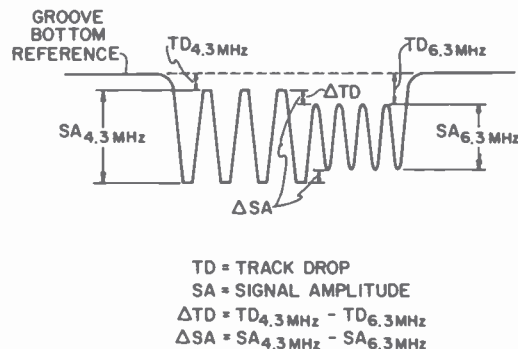 GROOVE
BOTTOM
REFERENCE
TD4.3MHz
TD6.3MHz
ΔTD
SA4.3MHz
SA6.3MHz
ΔSA
TD = TRACK DROP
SA = SIGNAL AMPLITUDE
ΔTD = TD4.3MHz - TD6.3MHz
ΔSA = SA4.3MHz - SA6.3MHz